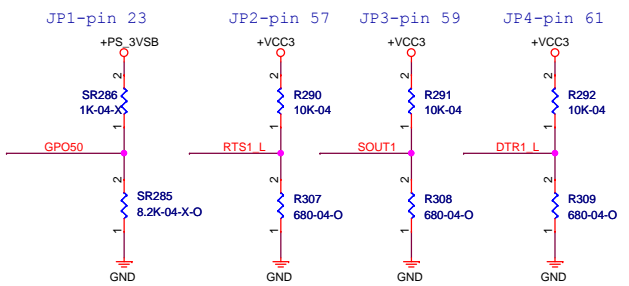 JP1-pin 23
JP2-pin 57
JP3-pin 59
JP4-pin 61
+PS_3VSB
+VCC3
+VCC3
+VCC3
2
2
2
2
SR286
1K-04-X
R290
10K-04
R291
10K-04
R292
10K-04
1
1
1
1
GPO50
RTS1_L
SOUT1
DTR1_L
2
2
2
2
SR285
8.2K-04-X-O
R307
680-04-O
R308
680-04-O
R309
680-04-O
1
1
1
1
GND
GND
GND
GND